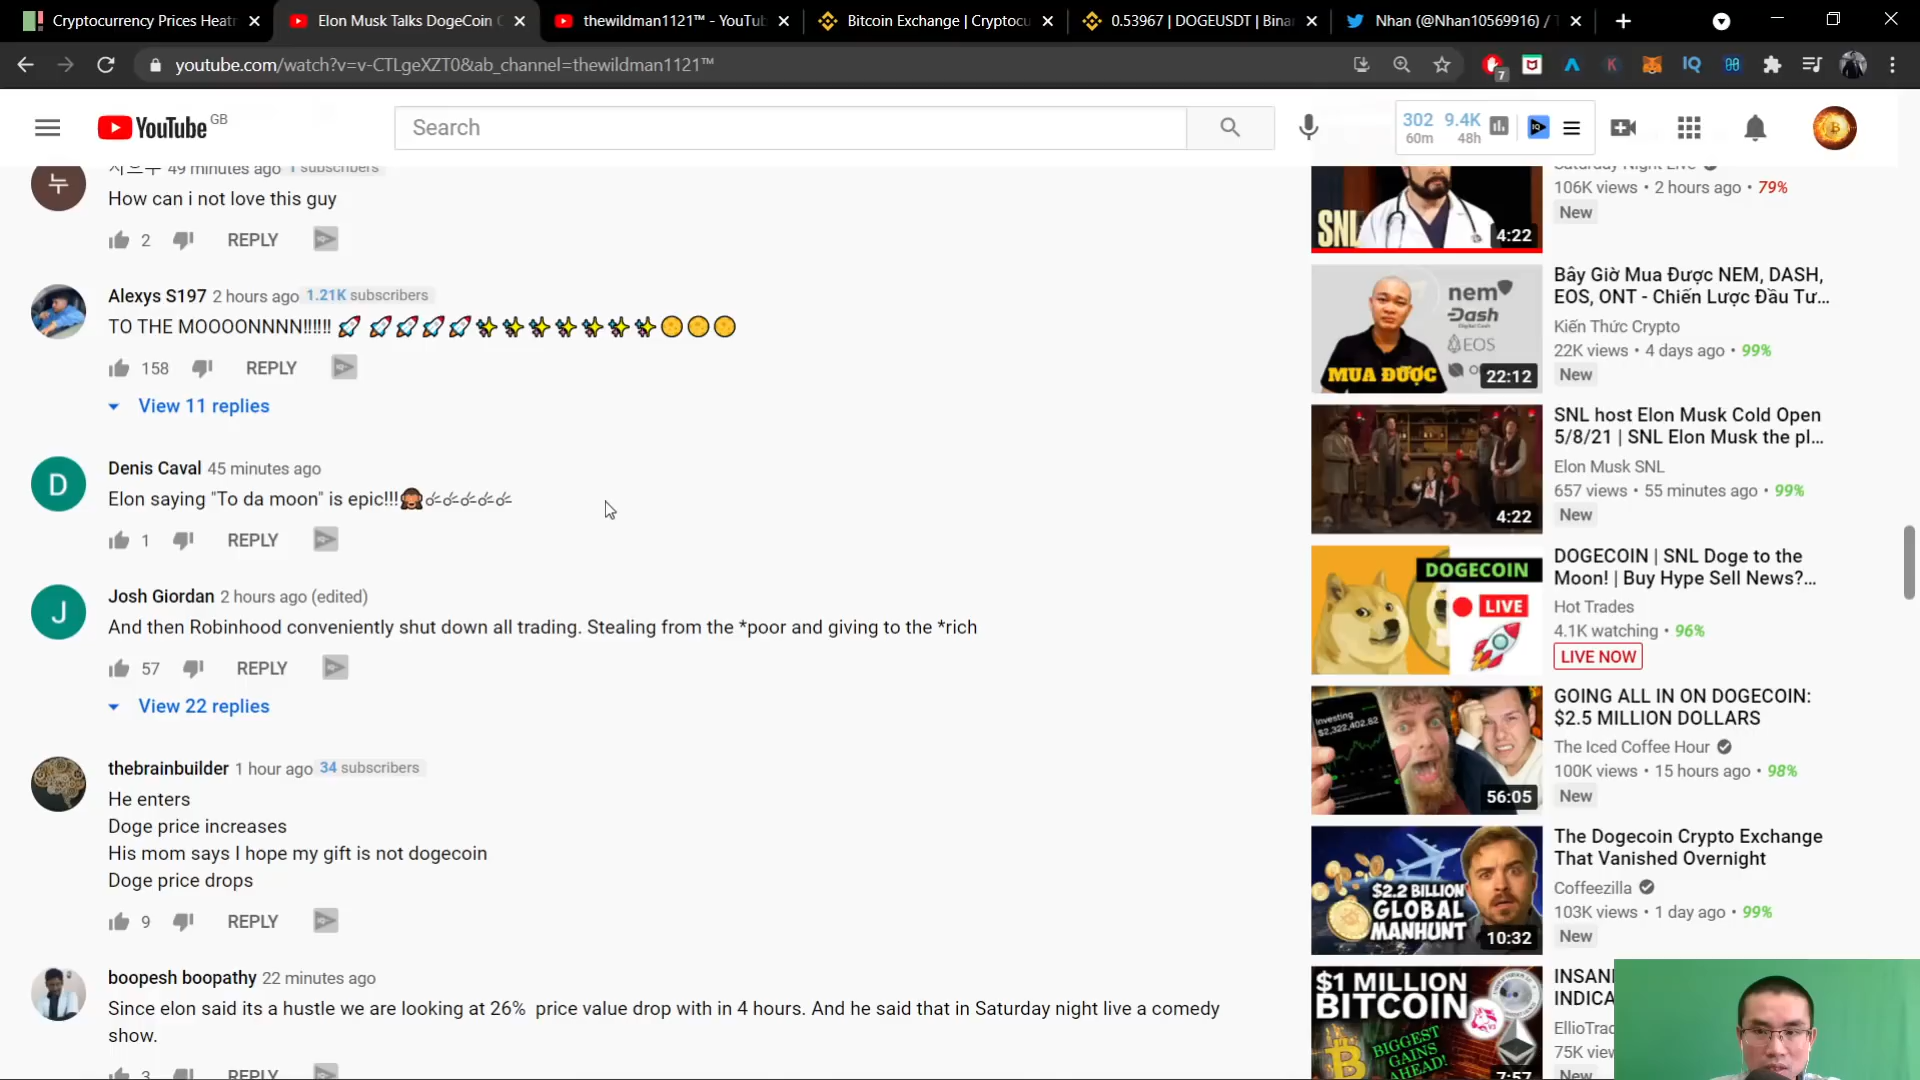 Cryptocurrency Prices Heatm
Elon Musk Talks DogeCoin O
thewildman1121™ - YouTub
Bitcoin Exchange | Cryptocu
0.53967 | DOGEUSDT | Bina
Nhan (@Nhan10569916) / T
youtube.com/watch?v=v-CTLgeXZT0&ab_channel=thewildman1121™
7
YouTube GB
Search
302 9.4K
60m 48h
49 minutes ago 1 subscribers
How can i not love this guy
2 REPLY
Alexys S197 2 hours ago 1.21K subscribers
TO THE MOOOONNNN!!!!!! 🚀 🚀🚀🚀🚀✨✨✨✨✨✨✨🌕🌕🌕
158 REPLY
View 11 replies
D
Denis Caval 45 minutes ago
Elon saying "To da moon" is epic!!!
1 REPLY
J
Josh Giordan 2 hours ago (edited)
And then Robinhood conveniently shut down all trading. Stealing from the *poor and giving to the *rich
57 REPLY
View 22 replies
thebrainbuilder 1 hour ago 34 subscribers
He enters
Doge price increases
His mom says I hope my gift is not dogecoin
Doge price drops
9 REPLY
boopesh boopathy 22 minutes ago
Since elon said its a hustle we are looking at 26% price value drop with in 4 hours. And he said that in Saturday night live a comedy
show.
3 REPLY
SNL
4:22
Saturday Night Live
106K views • 2 hours ago • 79%
New
nem
Dash
EOS
MUA ĐƯỢC
22:12
Bây Giờ Mua Được NEM, DASH,
EOS, ONT - Chiến Lược Đầu Tư...
Kiến Thức Crypto
22K views • 4 days ago • 99%
New
4:22
SNL host Elon Musk Cold Open
5/8/21 | SNL Elon Musk the pl...
Elon Musk SNL
657 views • 55 minutes ago • 99%
New
DOGECOIN
LIVE
DOGECOIN | SNL Doge to the
Moon! | Buy Hype Sell News?...
Hot Trades
4.1K watching • 96%
LIVE NOW
Investing
$2,322,402.82
56:05
GOING ALL IN ON DOGECOIN:
$2.5 MILLION DOLLARS
The Iced Coffee Hour
100K views • 15 hours ago • 98%
New
$2.2 BILLION
GLOBAL
MANHUNT
10:32
The Dogecoin Crypto Exchange
That Vanished Overnight
Coffeezilla
103K views • 1 day ago • 99%
New
$1 MILLION
BITCOIN
BIGGEST
GAINS
AHEAD!
7:57
INSAN
INDICA
EllioTrad
75K view
New